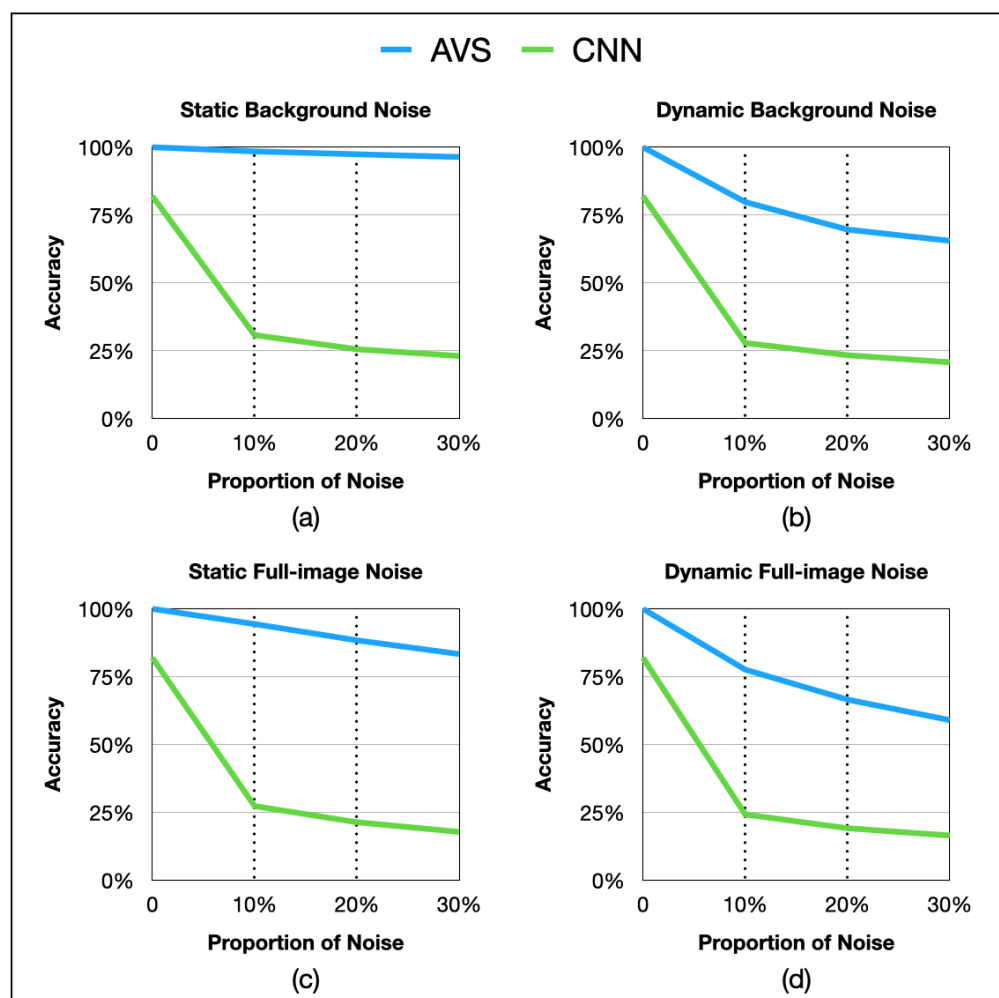 AVS CNN
Static Background Noise
100%
75%
50%
25%
0%
Accuracy
0 10% 20% 30%
Proportion of Noise
(a)
Dynamic Background Noise
100%
75%
50%
25%
0%
Accuracy
0 10% 20% 30%
Proportion of Noise
(b)
Static Full-image Noise
100%
75%
50%
25%
0%
Accuracy
0 10% 20% 30%
Proportion of Noise
(c)
Dynamic Full-image Noise
100%
75%
50%
25%
0%
Accuracy
0 10% 20% 30%
Proportion of Noise
(d)